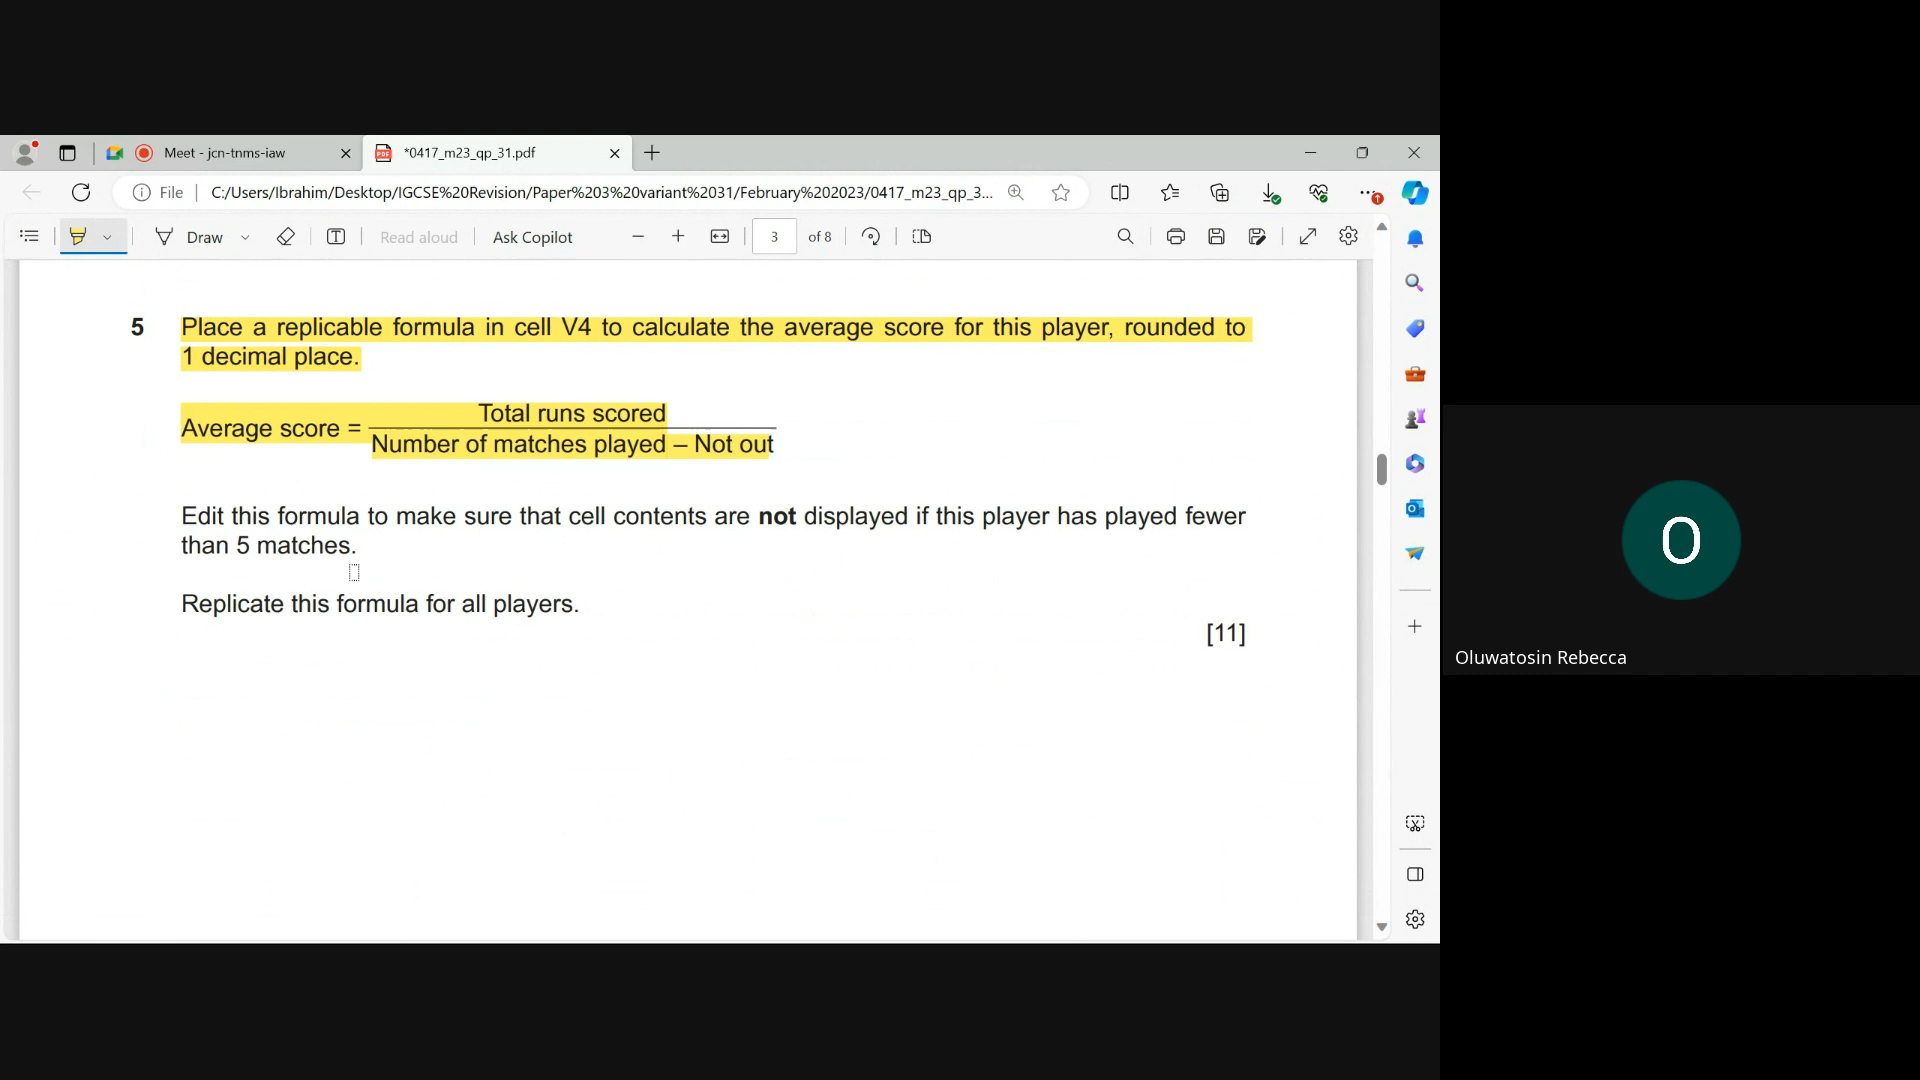 Meet - jcn-tnms-iaw
*0417_m23_qp_31.pdf
File
C:/Users/Ibrahim/Desktop/IGCSE%20Revision/Paper%203%20variant%2031/February%202023/0417_m23_qp_3...
Draw
Read aloud
Ask Copilot
3
of 8
5 Place a replicable formula in cell V4 to calculate the average score for this player, rounded to
1 decimal place.
Total runs scored
Average score =
Number of matches played – Not out
Edit this formula to make sure that cell contents are not displayed if this player has played fewer
than 5 matches.
Replicate this formula for all players.
[11]
O
Oluwatosin Rebecca